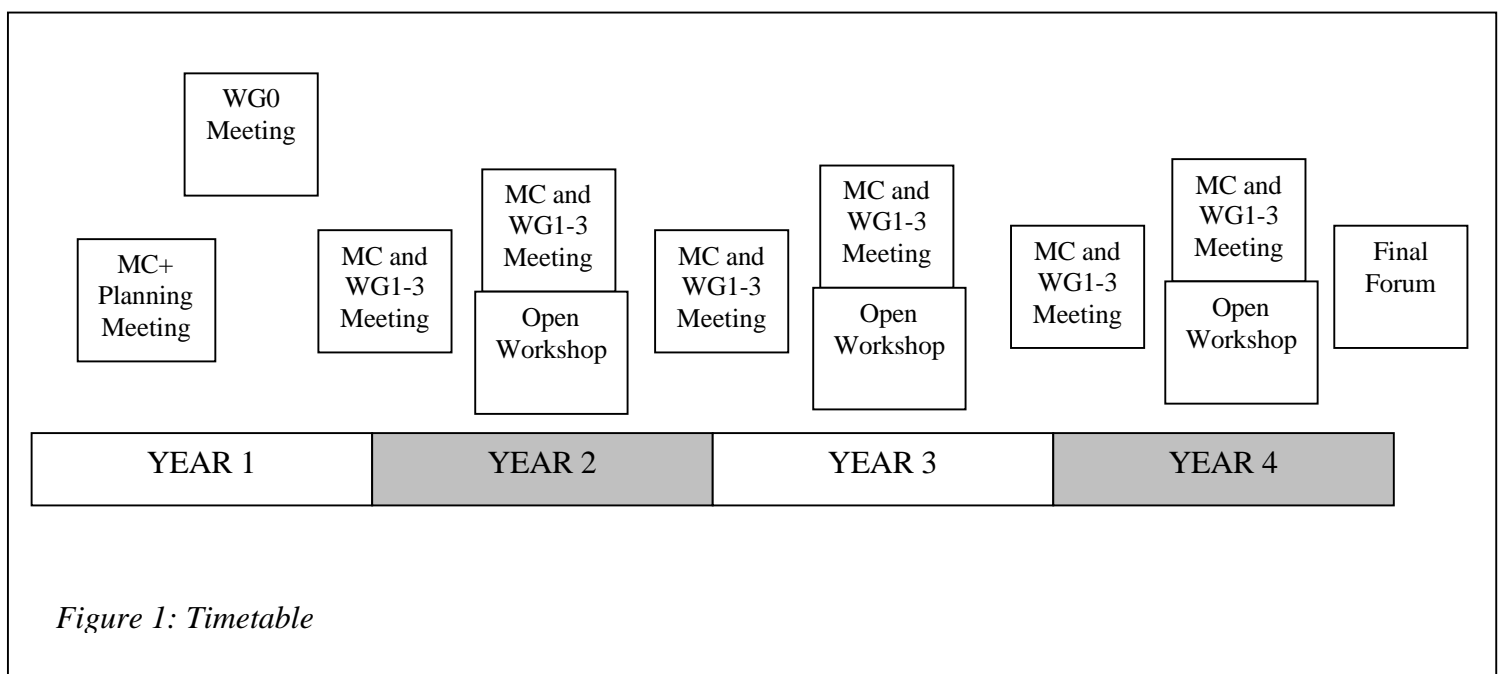 WG0
Meeting
MC+
Planning
Meeting
MC and
WG1-3
Meeting
MC and
WG1-3
Meeting
Open
Workshop
MC and
WG1-3
Meeting
MC and
WG1-3
Meeting
Open
Workshop
MC and
WG1-3
Meeting
MC and
WG1-3
Meeting
Open
Workshop
Final
Forum
YEAR 1
YEAR 2
YEAR 3
YEAR 4
Figure 1: Timetable